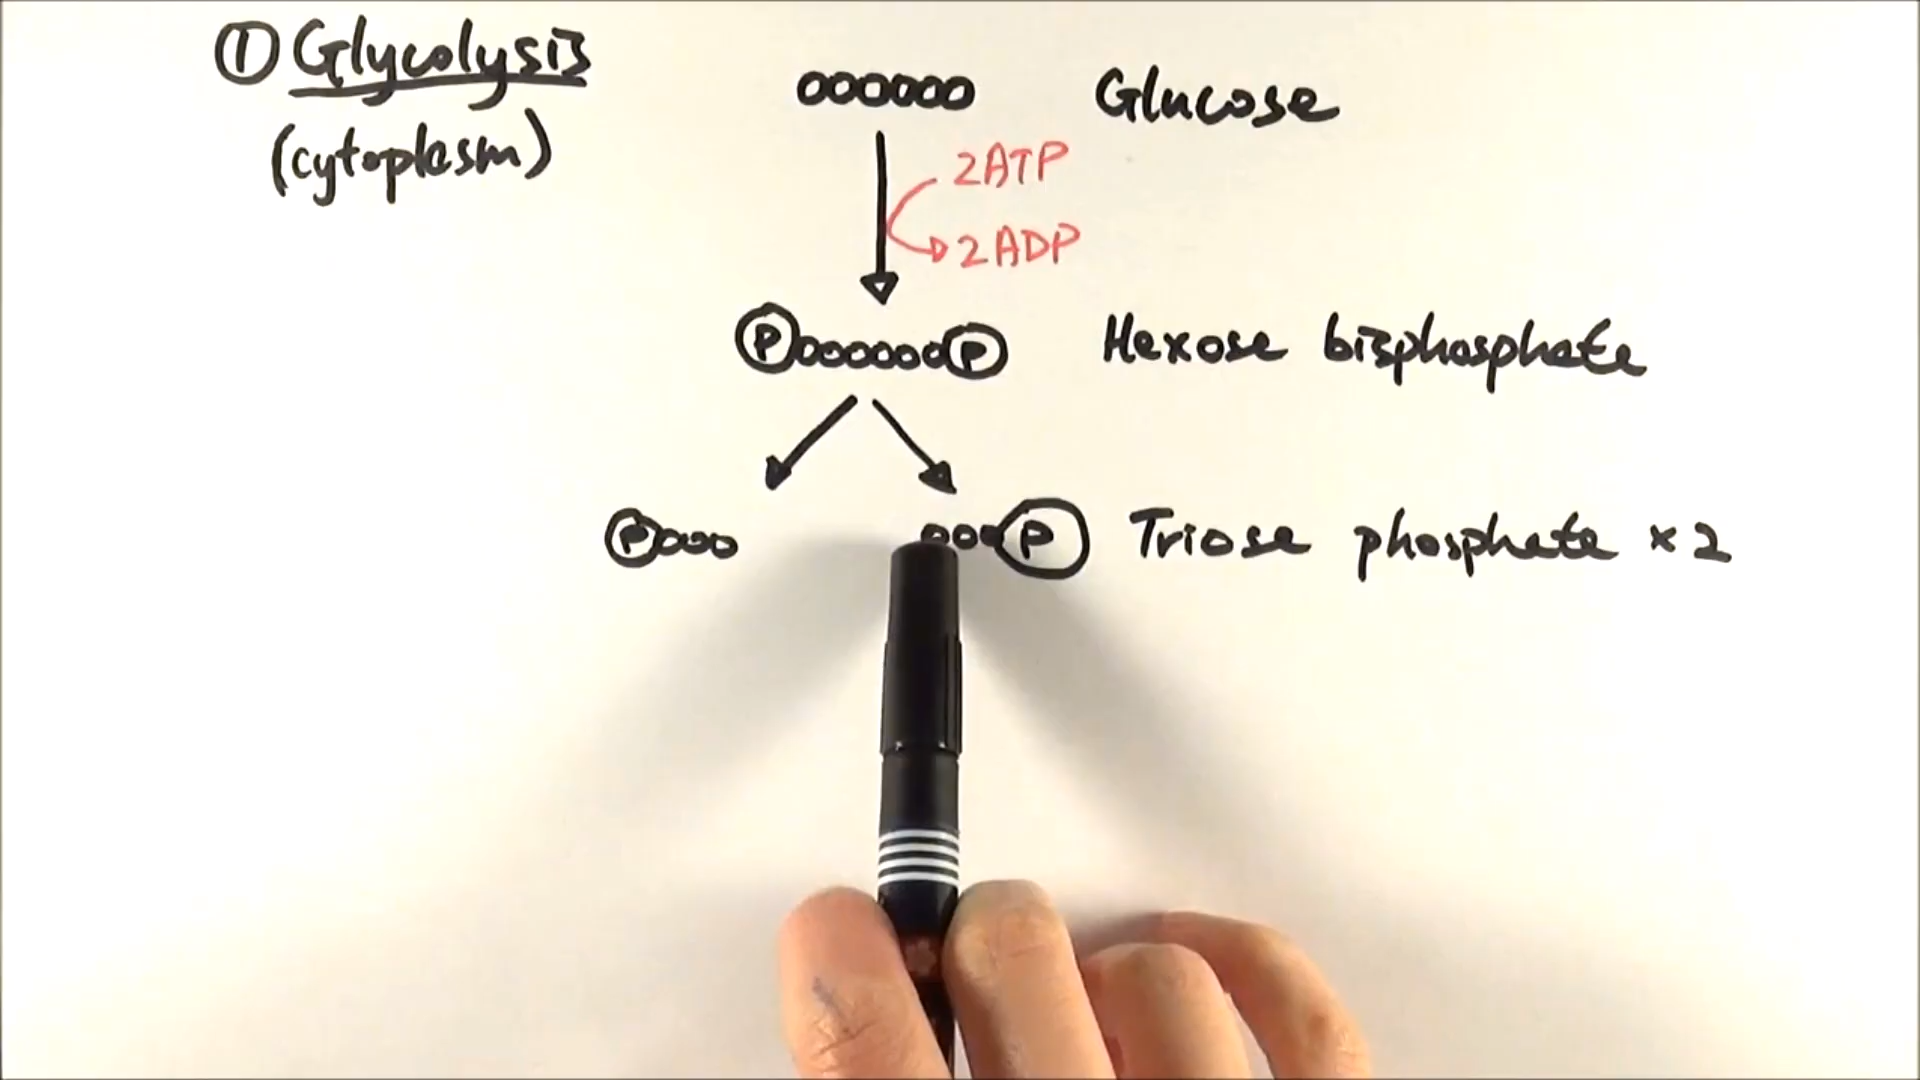 ① Glycolysis
(cytoplasm)
Glucose
2ATP
2ADP
P P Hexose bisphosphate
P P Triose phosphate x 2